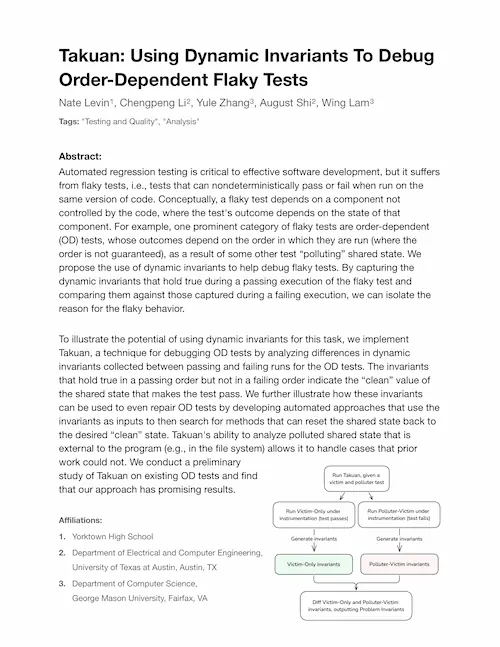 Takuan: Using Dynamic Invariants To Debug
Order-Dependent Flaky Tests
Nate Levin¹, Chengpeng Li², Yule Zhang³, August Shi², Wing Lam³
Tags: "Testing and Quality", "Analysis"
Abstract:
Automated regression testing is critical to effective software development, but it suffers
from flaky tests, i.e., tests that can nondeterministically pass or fail when run on the
same version of code. Conceptually, a flaky test depends on a component not
controlled by the code, where the test's outcome depends on the state of that
component. For example, one prominent category of flaky tests are order-dependent
(OD) tests, whose outcomes depend on the order in which they are run (where the
order is not guaranteed), as a result of some other test “polluting” shared state. We
propose the use of dynamic invariants to help debug flaky tests. By capturing the
dynamic invariants that hold true during a passing execution of the flaky test and
comparing them against those captured during a failing execution, we can isolate the
reason for the flaky behavior.
To illustrate the potential of using dynamic invariants for this task, we implement
Takuan, a technique for debugging OD tests by analyzing differences in dynamic
invariants collected between passing and failing runs for the OD tests. The invariants
that hold true in a passing order but not in a failing order indicate the “clean” value of
the shared state that makes the test pass. We further illustrate how these invariants
can be used to even repair OD tests by developing automated approaches that use the
invariants as inputs to then search for methods that can reset the shared state back to
the desired “clean” state. Takuan's ability to analyze polluted shared state that is
external to the program (e.g., in the file system) allows it to handle cases that prior
work could not. We conduct a preliminary
study of Takuan on existing OD tests and find
that our approach has promising results.
Affiliations:
1. Yorktown High School
2. Department of Electrical and Computer Engineering,
University of Texas at Austin, Austin, TX
3. Department of Computer Science,
George Mason University, Fairfax, VA
Run Takuan, given a
victim and polluter test
Run Victim-Only under
instrumentation (test passes)
Run Polluter-Victim under
instrumentation (test fails)
Generate invariants
Generate invariants
Victim-Only invariants
Polluter-Victim invariants
Diff Victim-Only and Polluter-Victim
invariants, outputting Problem Invariants